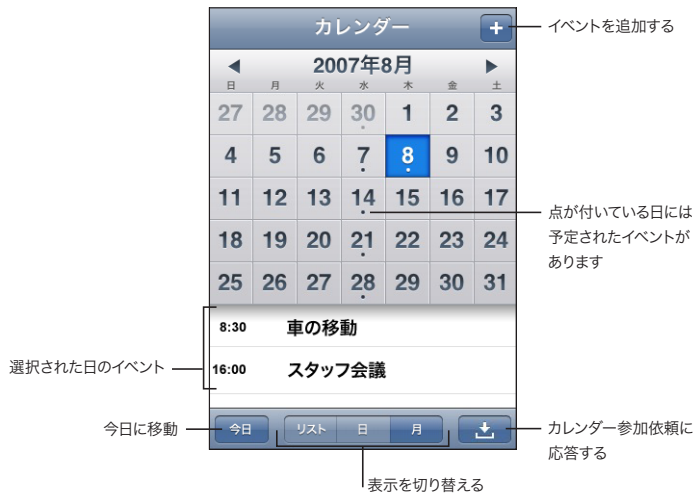 カレンダー
イベントを追加する
2007年8月
日 月 火 水 木 金 土
27 28 29 30 1 2 3
4 5 6 7 8 9 10
11 12 13 14 15 16 17
点が付いている日には
予定されたイベントが
あります
18 19 20 21 22 23 24
25 26 27 28 29 30 31
8:30 車の移動
選択された日のイベント
16:00 スタッフ会議
今日に移動
今日 リスト 日 月
カレンダー参加依頼に
応答する
表示を切り替える